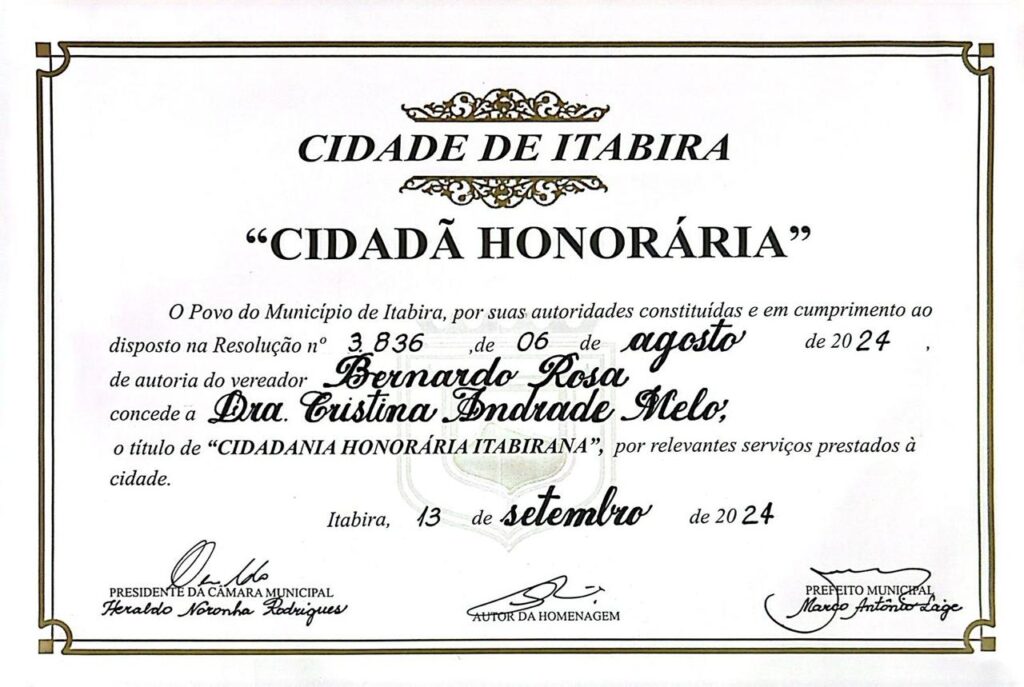 CIDADE DE ITABIRA
“CIDADÃ HONORÁRIA”
O Povo do Município de Itabira, por suas autoridades constituídas e em cumprimento ao
disposto na Resolução nº 3.836 ,de 06 de agosto de 2024 ,
de autoria do vereador Bernardo Rosa
concede a Dra. Cristina Andrade Melo,
o título de “CIDADANIA HONORÁRIA ITABIRANA”, por relevantes serviços prestados à
cidade.
Itabira, 13 de setembro de 2024
PRESIDENTE DA CÂMARA MUNICIPAL
Heraldo Noronha Rodrigues
AUTOR DA HOMENAGEM
PREFEITO MUNICIPAL
Marco Antônio Lage